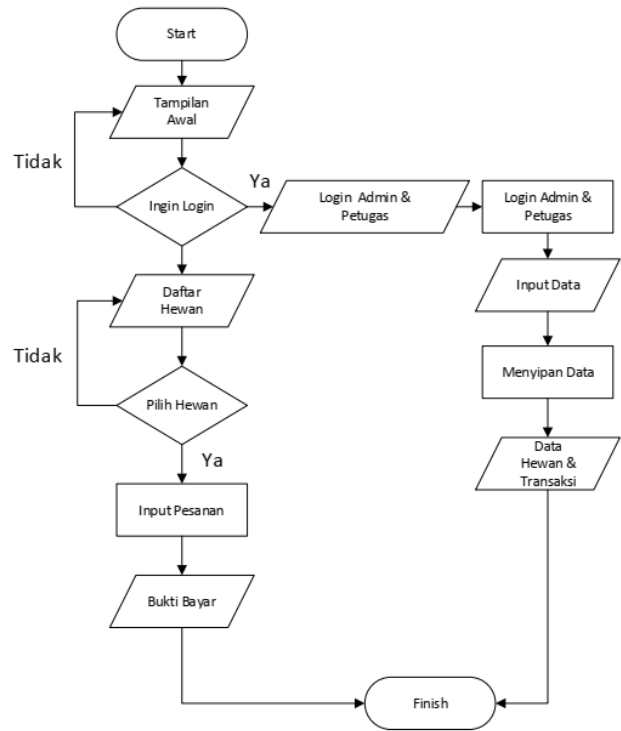 Start
Tampilan
Awal
Tidak
Ya
Ingin Login
Login Admin &
Petugas
Login Admin &
Petugas
Daftar
Hewan
Input Data
Tidak
Menyipan Data
Pilih Hewan
Ya
Data
Hewan &
Transaksi
Input Pesanan
Bukti Bayar
Finish